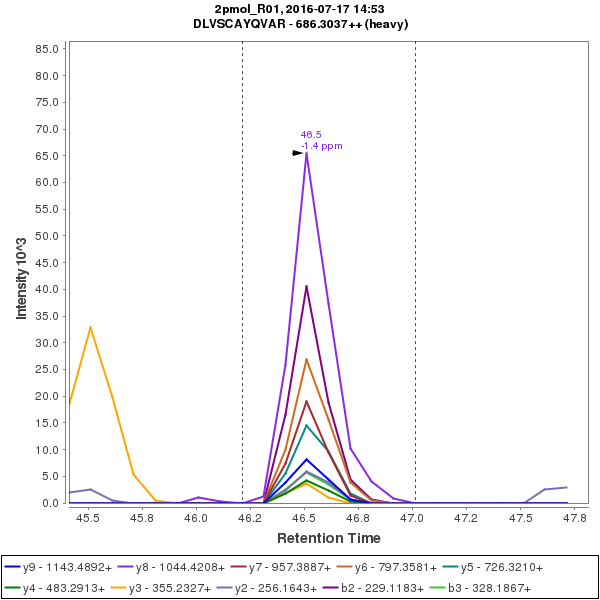 2pmol_R01, 2016-07-17 14:53
DLVSCAYQVAR - 686.3037++ (heavy)
85.0
80.0
75.0
70.0
65.0
60.0
55.0
50.0
45.0
40.0
35.0
30.0
25.0
20.0
15.0
10.0
5.0
0.0
Intensity 10^3
46.5
-1.4 ppm
45.5 45.8 46.0 46.2 46.5 46.8 47.0 47.2 47.5 47.8
Retention Time
y9 - 1143.4892+ y8 - 1044.4208+ y7 - 957.3887+ y6 - 797.3581+ y5 - 726.3210+
y4 - 483.2913+ y3 - 355.2327+ y2 - 256.1643+ b2 - 229.1183+ b3 - 328.1867+